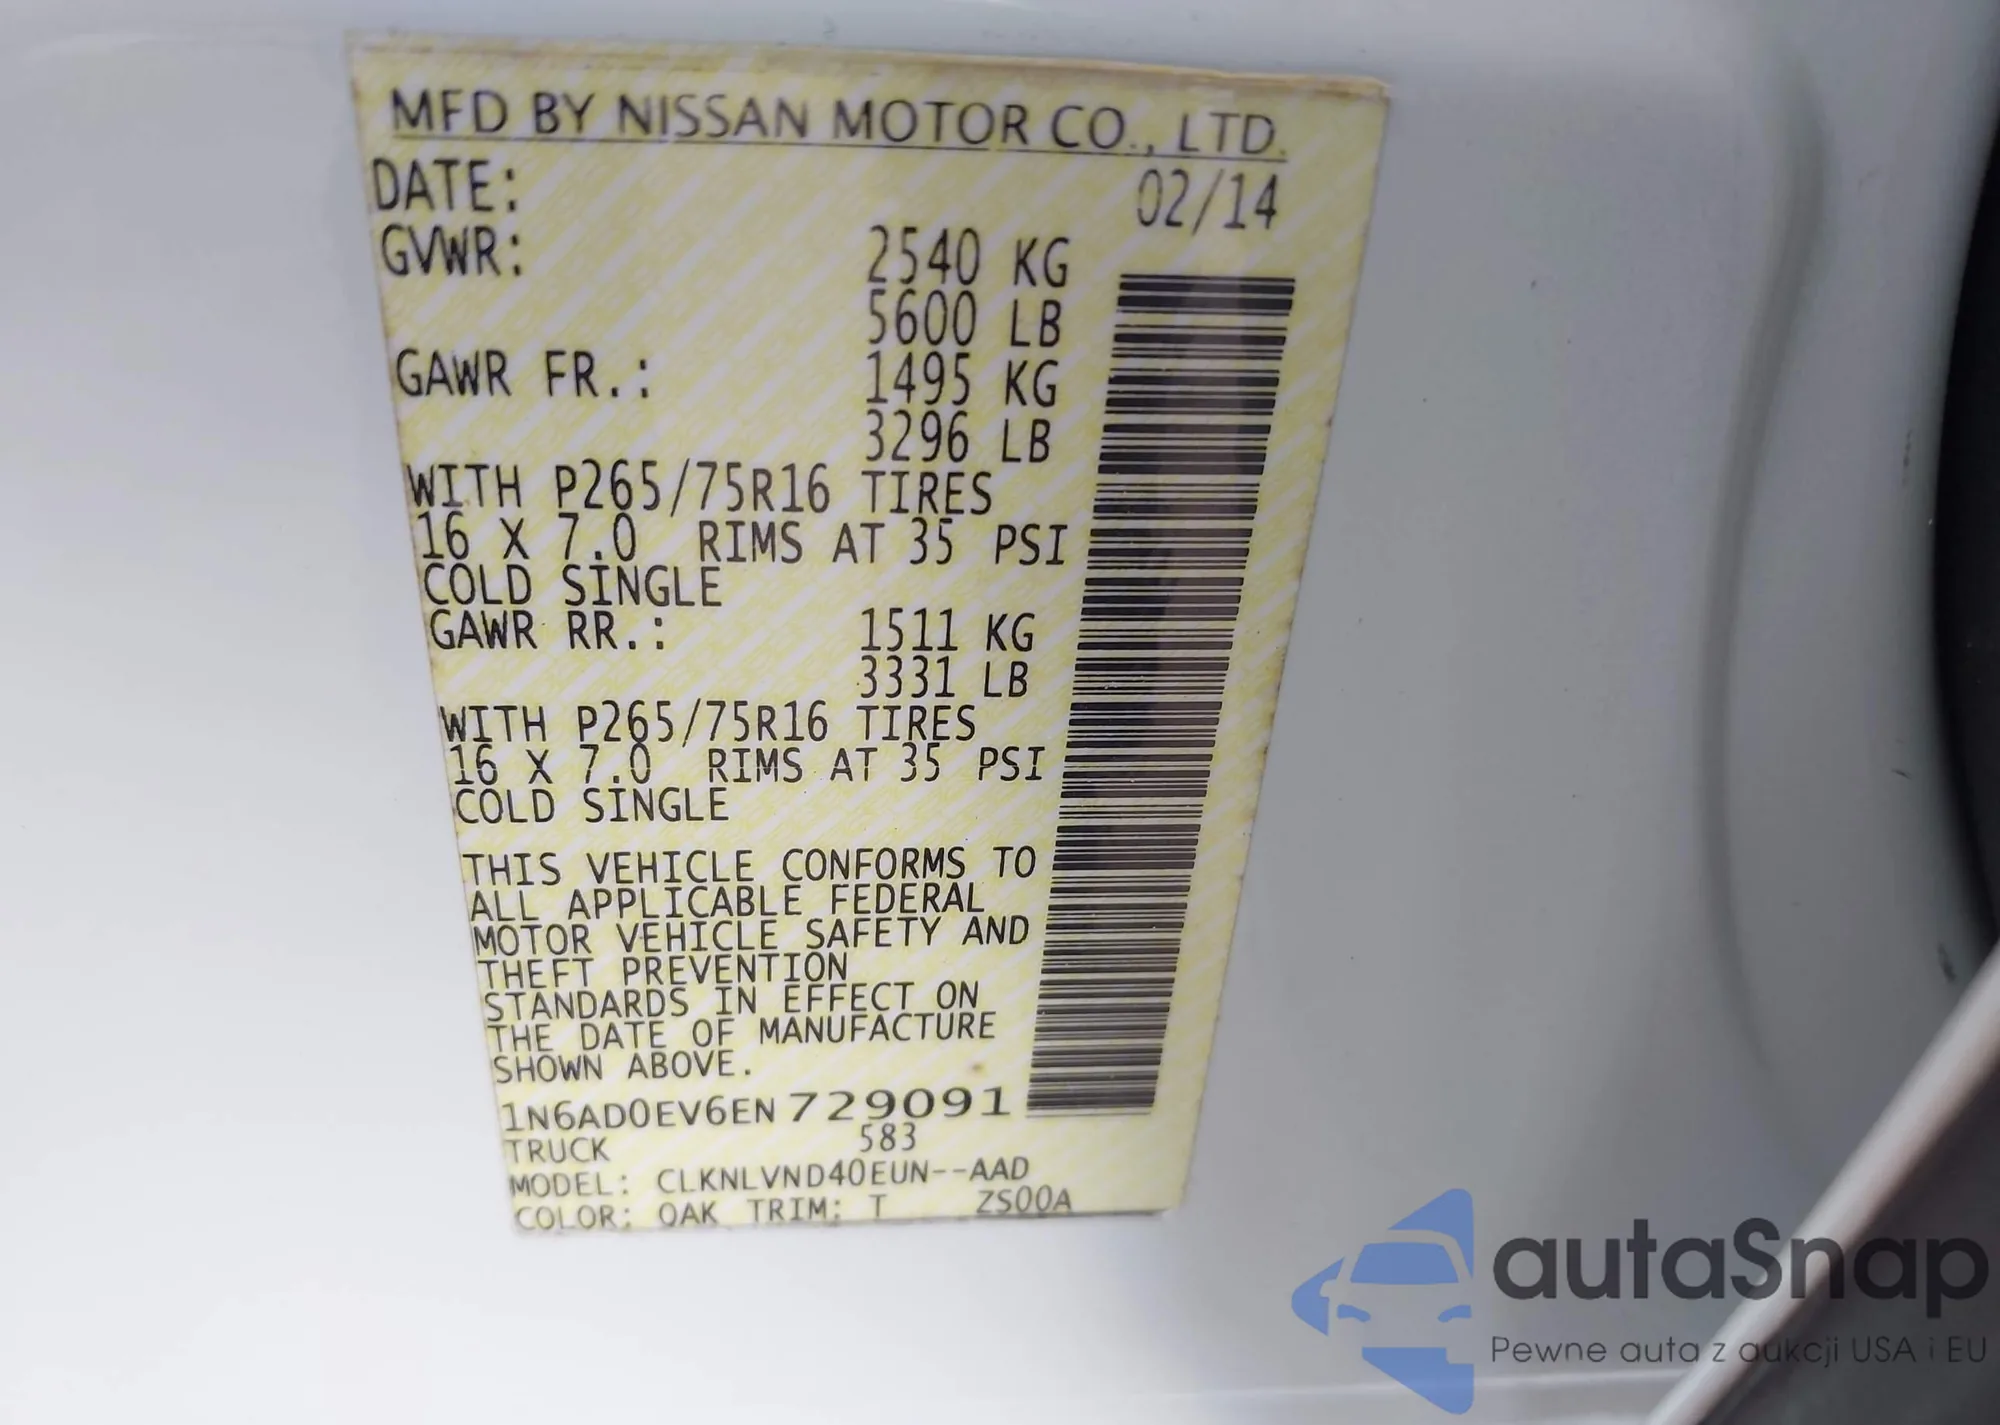 MFD BY NISSAN MOTOR CO., LTD.
DATE: 02/14
GVWR: 2540 KG
5600 LB
GAWR FR.: 1495 KG
3296 LB
WITH P265/75R16 TIRES
16 X 7.0 RIMS AT 35 PSI
COLD SINGLE
GAWR RR.: 1511 KG
3331 LB
WITH P265/75R16 TIRES
16 X 7.0 RIMS AT 35 PSI
COLD SINGLE
THIS VEHICLE CONFORMS TO
ALL APPLICABLE FEDERAL
MOTOR VEHICLE SAFETY AND
THEFT PREVENTION
STANDARDS IN EFFECT ON
THE DATE OF MANUFACTURE
SHOWN ABOVE.
1N6AD0EV6EN729091
TRUCK 583
MODEL: CLKNLVND40EUN--AAD
COLOR: QAK TRIM: T ZS00A
autaSnap
Pewne auta z aukcji USA i EU